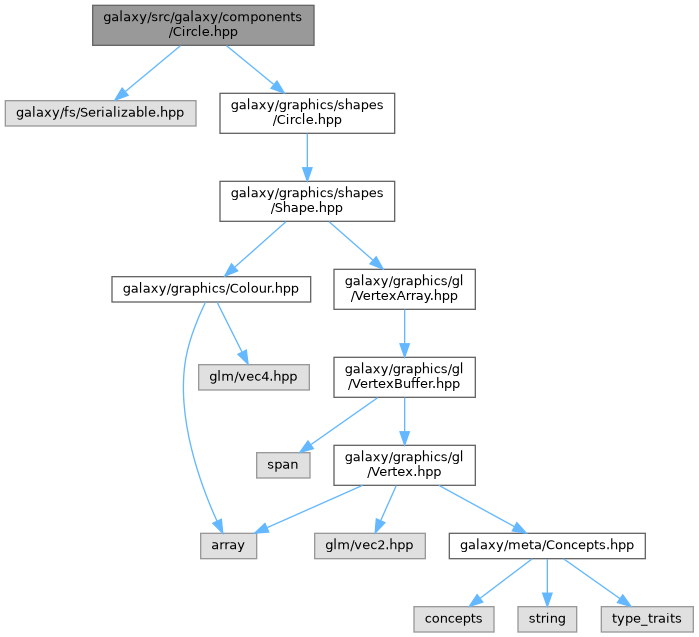 galaxy/src/galaxy/components
/Circle.hpp
galaxy/fs/Serializable.hpp
galaxy/graphics/shapes
/Circle.hpp
galaxy/graphics/shapes
/Shape.hpp
galaxy/graphics/Colour.hpp
galaxy/graphics/gl
/VertexArray.hpp
glm/vec4.hpp
galaxy/graphics/gl
/VertexBuffer.hpp
span
galaxy/graphics/gl
/Vertex.hpp
array
glm/vec2.hpp
galaxy/meta/Concepts.hpp
concepts
string
type_traits